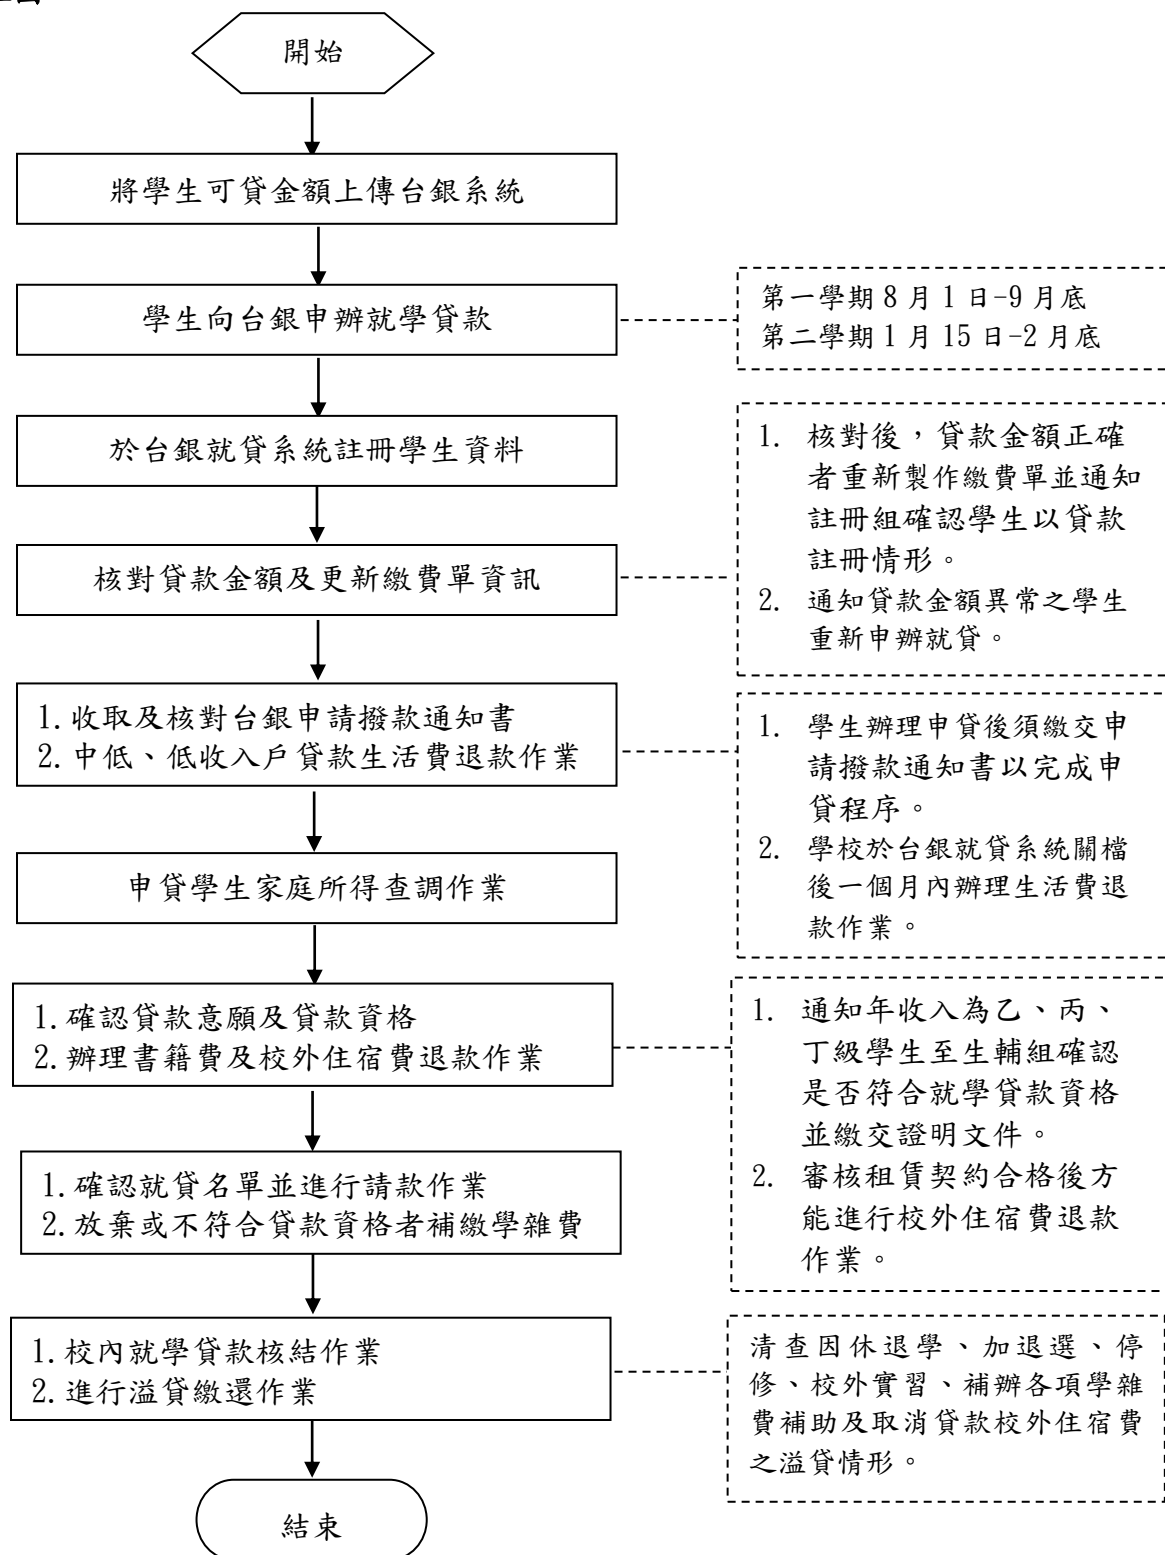 開始
將學生可貸金額上傳台銀系統
學生向台銀申辦就學貸款
第一學期8月1日-9月底
第二學期1月15日-2月底
於台銀就貸系統註冊學生資料
核對貸款金額及更新繳費單資訊
1. 核對後，貸款金額正確
者重新製作繳費單並通知
註冊組確認學生以貸款
註冊情形。
2. 通知貸款金額異常之學生
重新申辦就貸。
1.收取及核對台銀申請撥款通知書
2.中低、低收入戶貸款生活費退款作業
1. 學生辦理申貸後須繳交申
請撥款通知書以完成申
貸程序。
2. 學校於台銀就貸系統關檔
後一個月內辦理生活費退
款作業。
申貸學生家庭所得查調作業
1.確認貸款意願及貸款資格
2.辦理書籍費及校外住宿費退款作業
1. 通知年收入為乙、丙、
丁級學生至生輔組確認
是否符合就學貸款資格
並繳交證明文件。
2. 審核租賃契約合格後方
能進行校外住宿費退款
作業。
1.確認就貸名單並進行請款作業
2.放棄或不符合貸款資格者補繳學雜費
1.校內就學貸款核結作業
2.進行溢貸繳還作業
清查因休退學、加退選、停
修、校外實習、補辦各項學雜
費補助及取消貸款校外住宿費
之溢貸情形。
結束